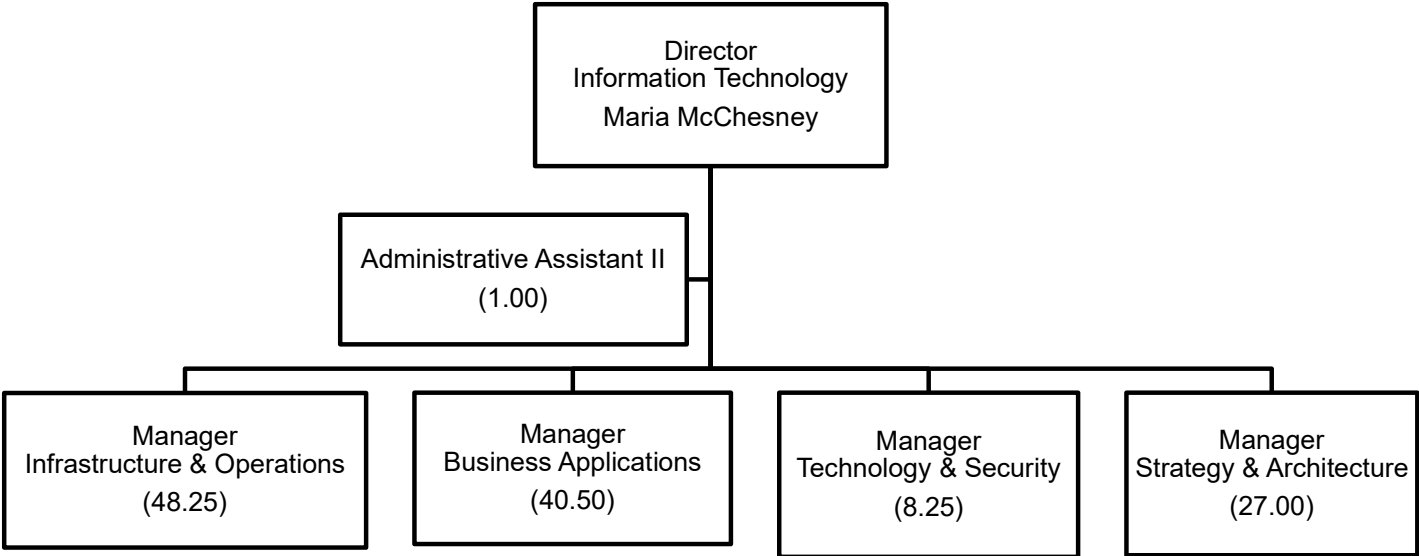 Director
Information Technology
Maria McChesney
Administrative Assistant II
(1.00)
Manager
Infrastructure & Operations
(48.25)
Manager
Business Applications
(40.50)
Manager
Technology & Security
(8.25)
Manager
Strategy & Architecture
(27.00)